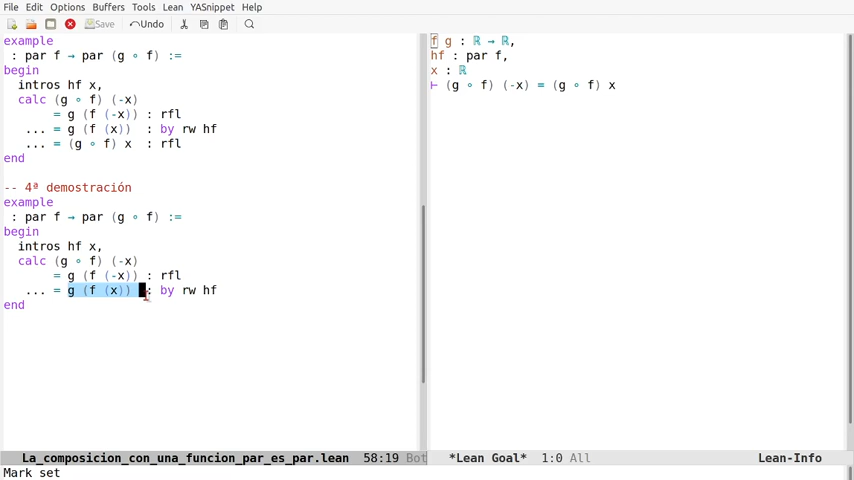 File Edit Options Buffers Tools Lean YASnippet Help
Save Undo
example
: par f → par (g ∘ f) :=
begin
intros hf x,
calc (g ∘ f) (-x)
= g (f (-x)) : rfl
... = g (f (x)) : by rw hf
... = (g ∘ f) x : rfl
end
-- 4ª demostración
example
: par f → par (g ∘ f) :=
begin
intros hf x,
calc (g ∘ f) (-x)
= g (f (-x)) : rfl
... = g (f (x)) : by rw hf
end
La_composicion_con_una_funcion_par_es_par.lean 58:19 Bot
f g : ℝ → ℝ,
hf : par f,
x : ℝ
⊢ (g ∘ f) (-x) = (g ∘ f) x
*Lean Goal* 1:0 All Lean-Info
Mark set